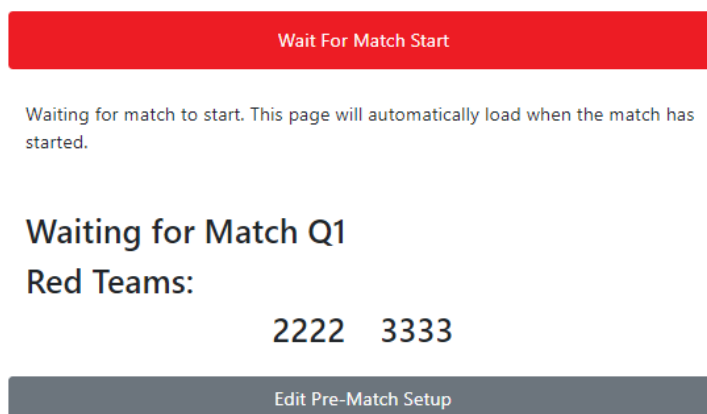 Wait For Match Start
Waiting for match to start. This page will automatically load when the match has
started.
Waiting for Match Q1
Red Teams:
2222 3333
Edit Pre-Match Setup